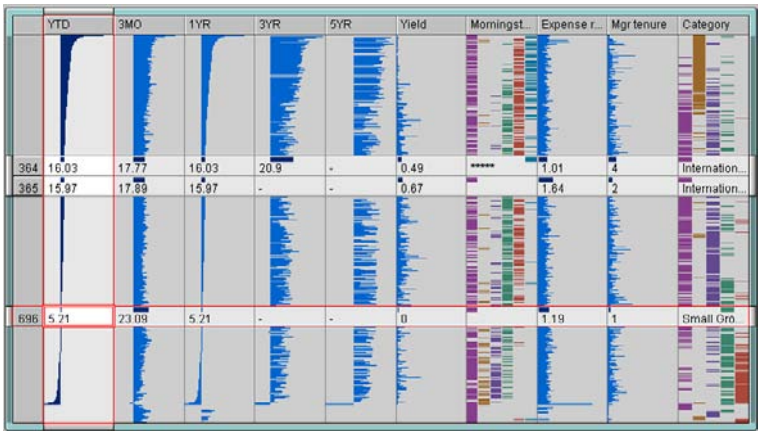 YTD 3MO 1YR 3YR 5YR Yield Morningst... Expense r... Mgr tenure Category
364 16.03 17.77 16.03 20.9 - 0.49 ***** 1.01 4 Internation...
365 15.97 17.89 15.97 - - 0.67 1.64 2 Internation...
696 5.21 23.09 5.21 - - 0 1.19 1 Small Gro...